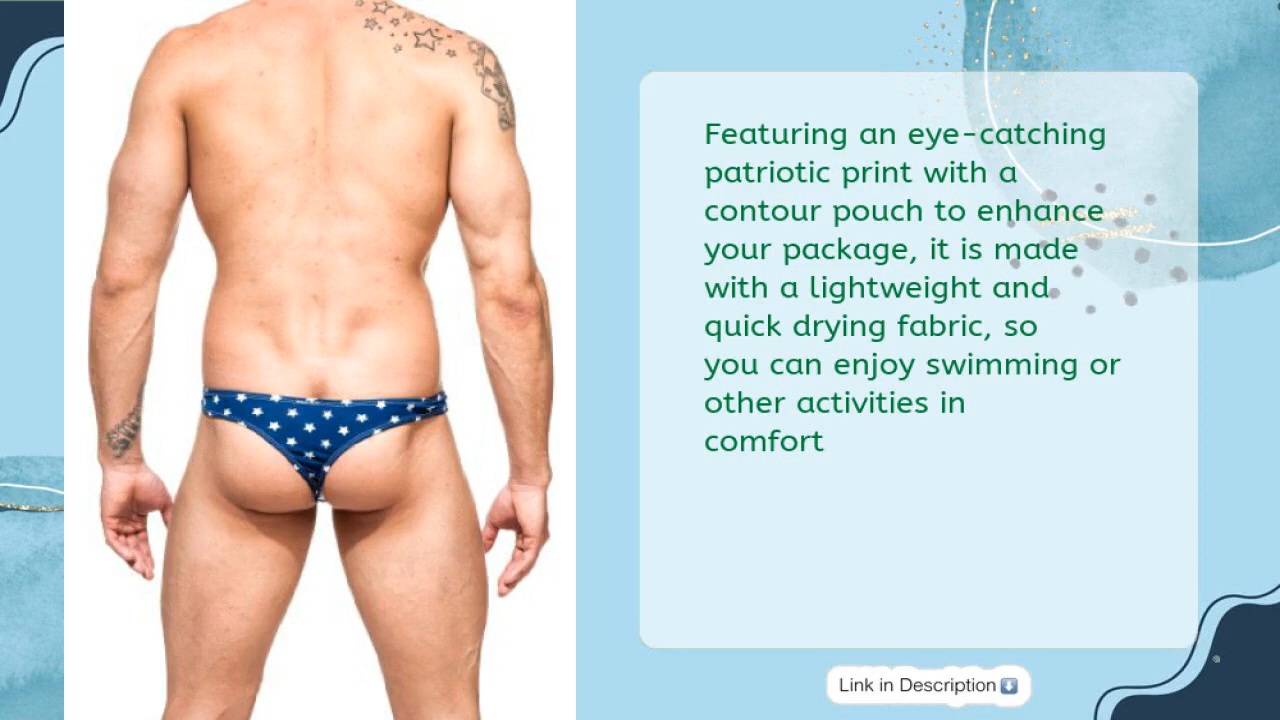 Featuring an eye-catching
patriotic print with a
contour pouch to enhance
your package, it is made
with a lightweight and
quick drying fabric, so
you can enjoy swimming or
other activities in
comfort
Link in Description